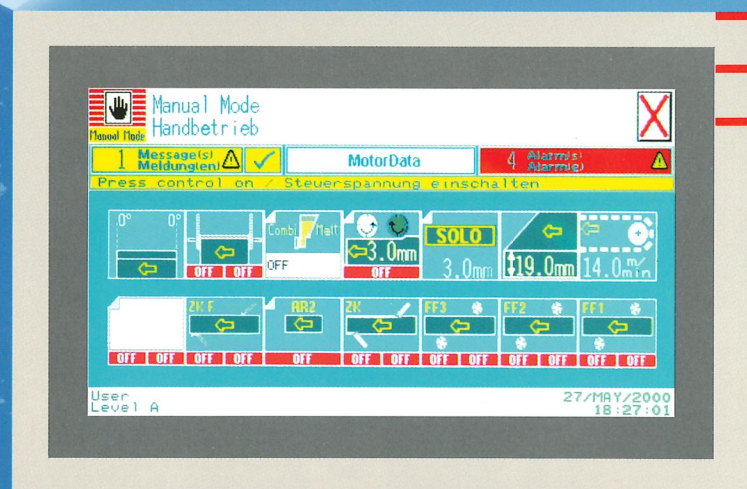 Manual Mode
Handbetrieb
Manual Mode
1 Message(s)
Meldung(en)
MotorData
4 Alarm(s)
Alarm(e)
Press control on / Steuerspannung einschalten
0° 0°
OFF OFF
Combi Melt
OFF
3.0mm
OFF
SOLO
3.0mm
19.0mm
14.0 m/min
OFF OFF
ZK F
OFF OFF
AR2
OFF
ZK
OFF OFF
FF3
OFF OFF
FF2
OFF OFF
FF1
OFF OFF
User
Level A
27/MAY/2000
18:27:01